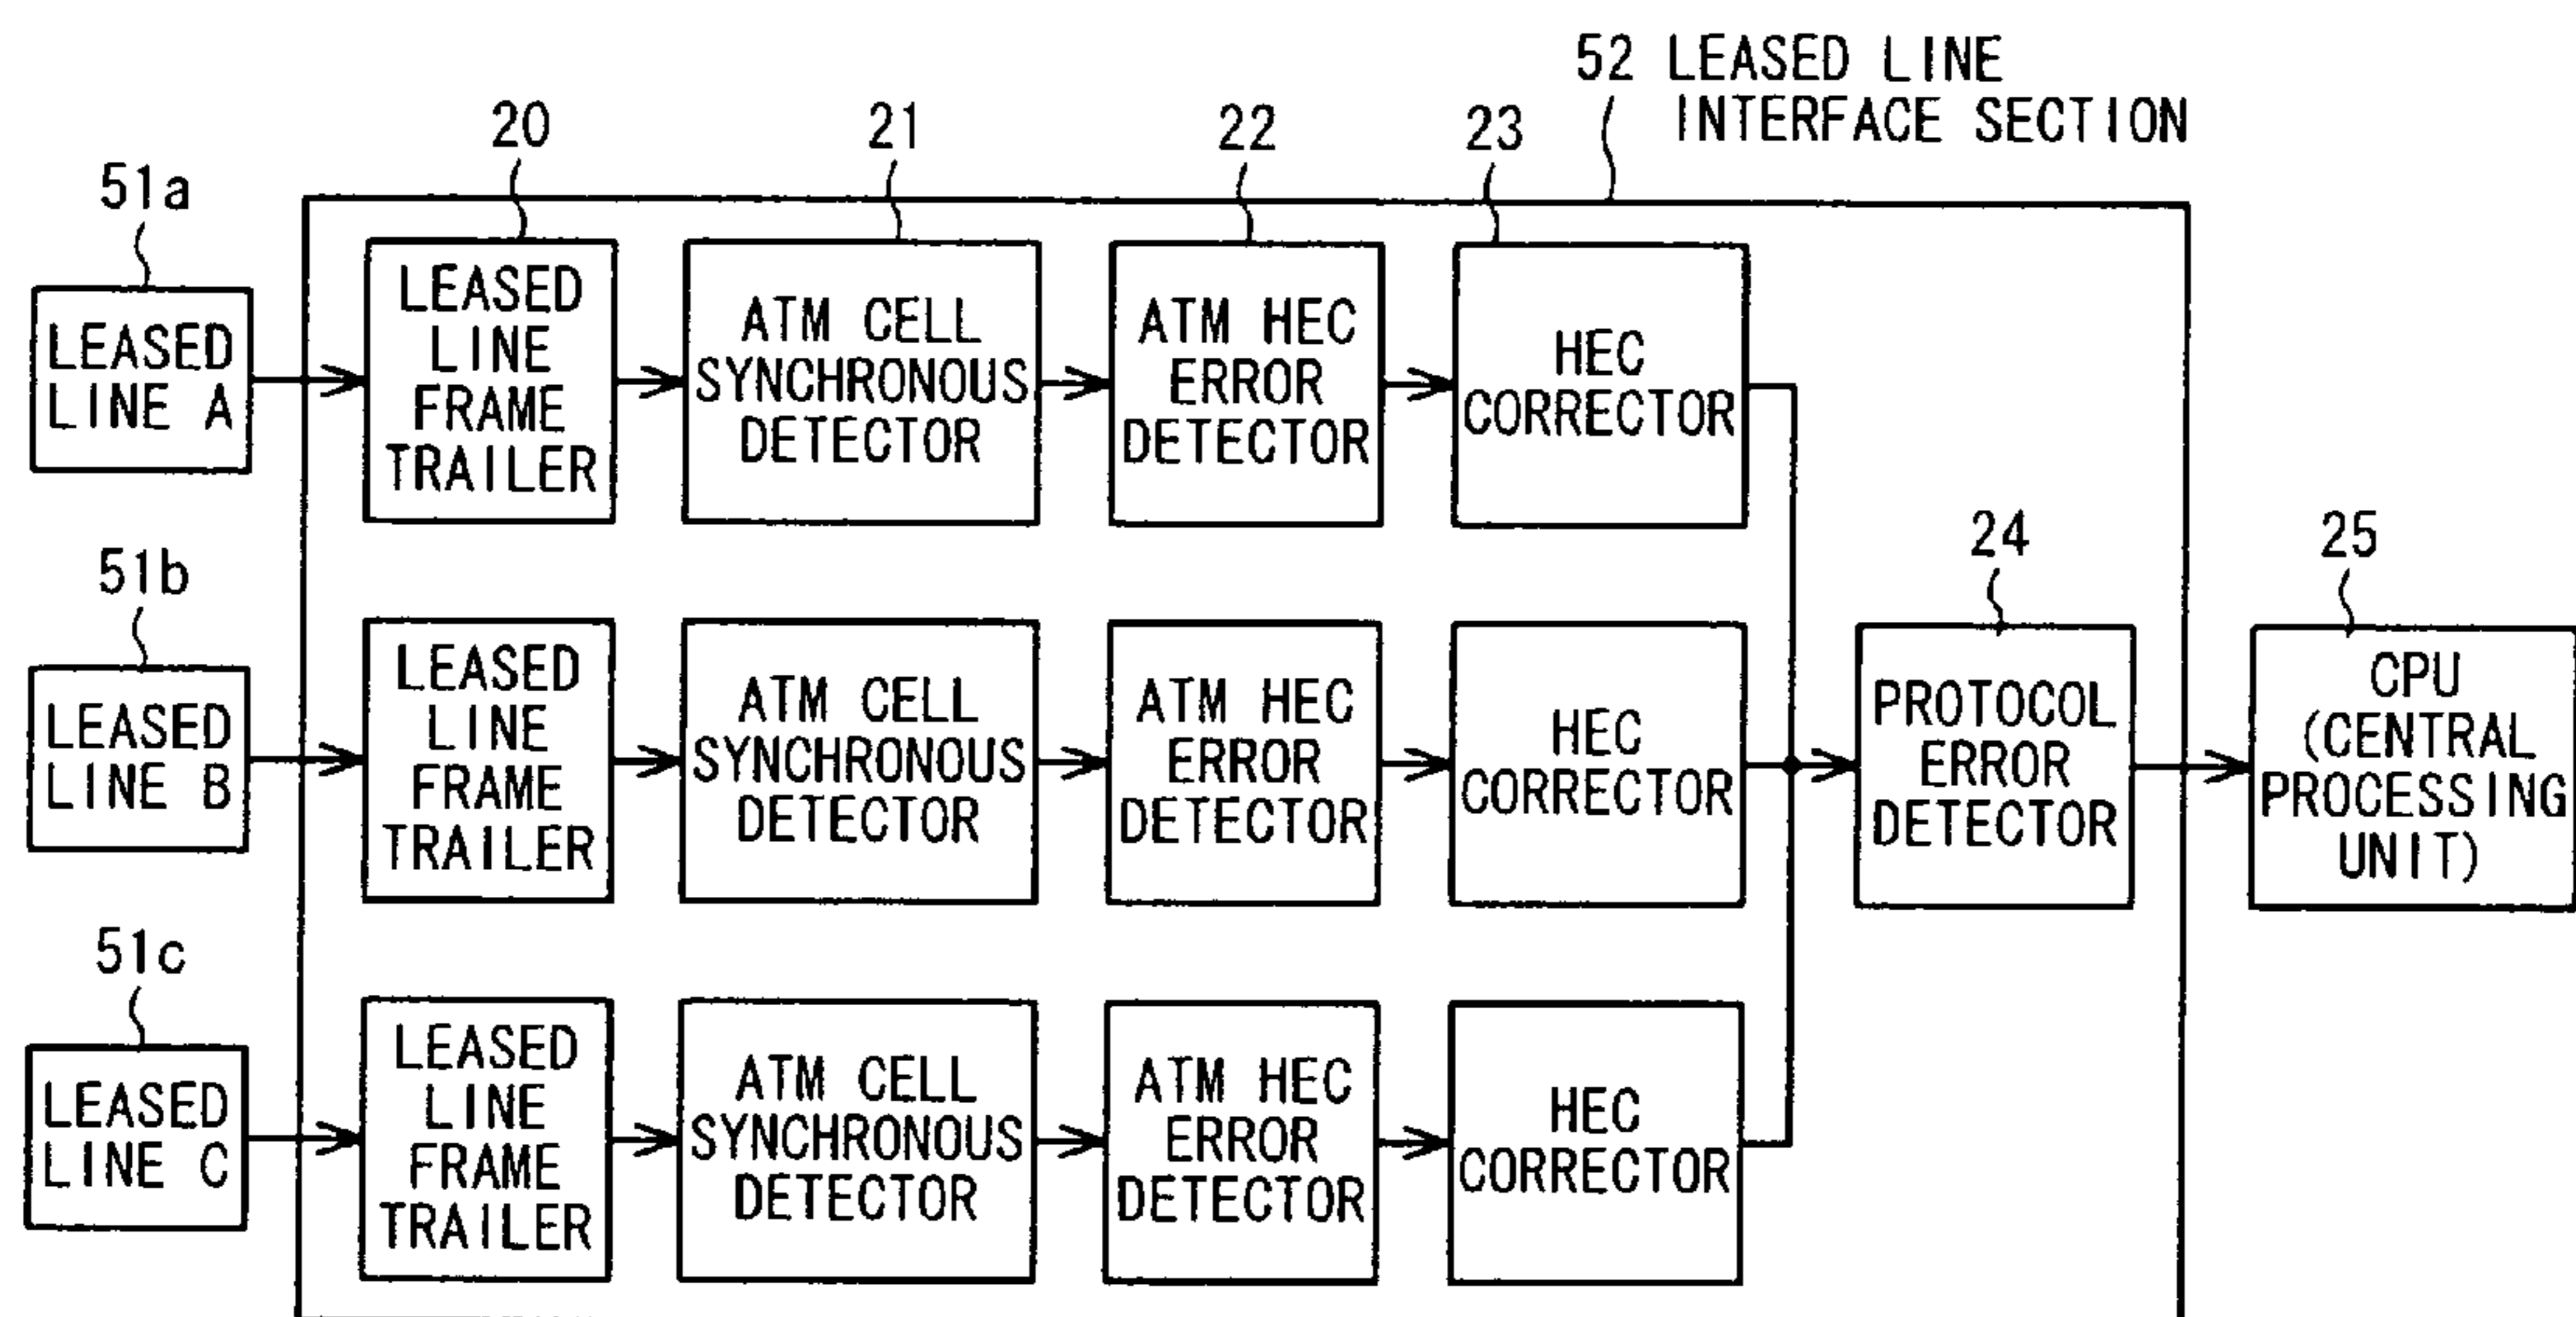 52 LEASED LINE
INTERFACE SECTION
20
21
22
23
51a
LEASED
LINE A
LEASED
LINE
FRAME
TRAILER
ATM CELL
SYNCHRONOUS
DETECTOR
ATM HEC
ERROR
DETECTOR
HEC
CORRECTOR
51b
LEASED
LINE B
LEASED
LINE
FRAME
TRAILER
ATM CELL
SYNCHRONOUS
DETECTOR
ATM HEC
ERROR
DETECTOR
HEC
CORRECTOR
24
PROTOCOL
ERROR
DETECTOR
25
CPU
(CENTRAL
PROCESSING
UNIT)
51c
LEASED
LINE C
LEASED
LINE
FRAME
TRAILER
ATM CELL
SYNCHRONOUS
DETECTOR
ATM HEC
ERROR
DETECTOR
HEC
CORRECTOR